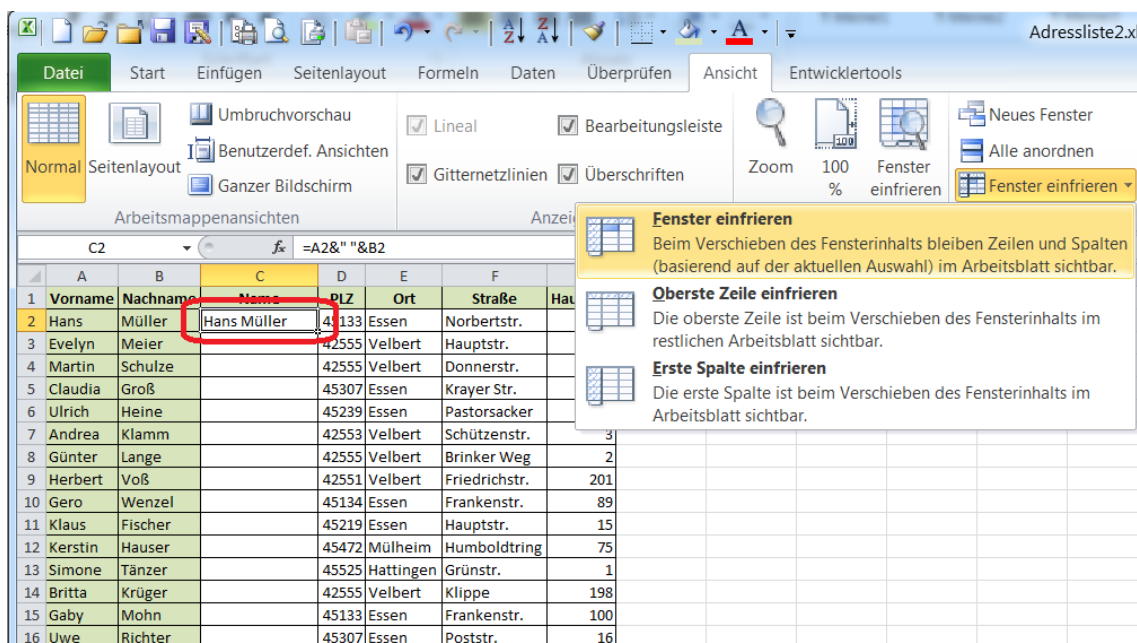 Adressliste2.x
Datei Start Einfügen Seitenlayout Formeln Daten Überprüfen Ansicht Entwicklertools
Normal Seitenlayout
Umbruchvorschau
Benutzerdef. Ansichten
Ganzer Bildschirm
Arbeitsmappenansichten
Lineal Bearbeitungsleiste
Gitternetzlinien Überschriften
Anzei
Zoom 100 % Fenster einfrieren
Neues Fenster
Alle anordnen
Fenster einfrieren
Fenster einfrieren
Beim Verschieben des Fensterinhalts bleiben Zeilen und Spalten
(basierend auf der aktuellen Auswahl) im Arbeitsblatt sichtbar.
Oberste Zeile einfrieren
Die oberste Zeile ist beim Verschieben des Fensterinhalts im
restlichen Arbeitsblatt sichtbar.
Erste Spalte einfrieren
Die erste Spalte ist beim Verschieben des Fensterinhalts im
Arbeitsblatt sichtbar.
C2 fx =A2&" "&B2
A B C D E F
1 Vorname Nachname Name PLZ Ort Straße Hau
2 Hans Müller Hans Müller 45133 Essen Norbertstr.
3 Evelyn Meier 42555 Velbert Hauptstr.
4 Martin Schulze 42555 Velbert Donnerstr.
5 Claudia Groß 45307 Essen Krayer Str.
6 Ulrich Heine 45239 Essen Pastorsacker
7 Andrea Klamm 42553 Velbert Schützenstr. 3
8 Günter Lange 42555 Velbert Brinker Weg 2
9 Herbert Voß 42551 Velbert Friedrichstr. 201
10 Gero Wenzel 45134 Essen Frankenstr. 89
11 Klaus Fischer 45219 Essen Hauptstr. 15
12 Kerstin Hauser 45472 Mülheim Humboldtring 75
13 Simone Tänzer 45525 Hattingen Grünstr. 1
14 Britta Krüger 42555 Velbert Klippe 198
15 Gaby Mohn 45133 Essen Frankenstr. 100
16 Uwe Richter 45307 Essen Poststr. 16